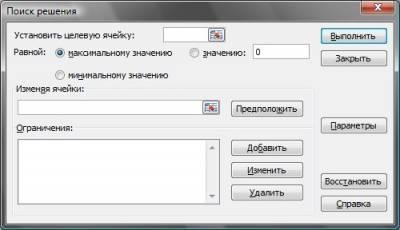 Поиск решения
Установить целевую ячейку:
Равной: максимальному значению значению: 0
минимальному значению
Изменяя ячейки:
Предположить
Ограничения:
Добавить
Изменить
Удалить
Выполнить
Закрыть
Параметры
Восстановить
Справка